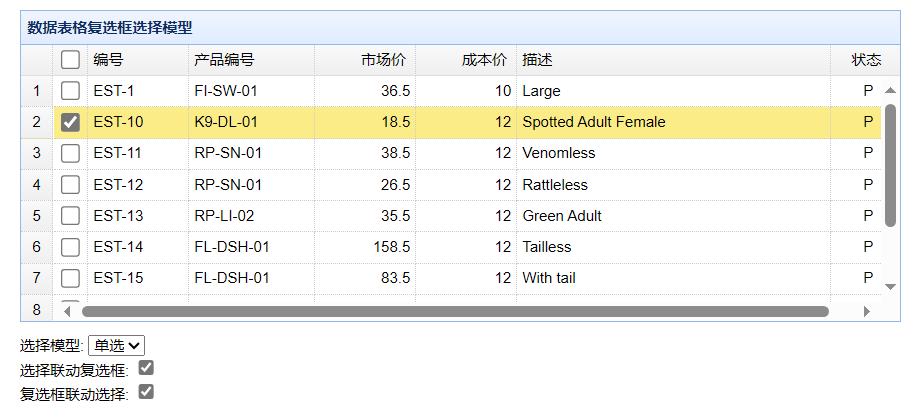 数据表格复选框选择模型
编号 产品编号 市场价 成本价 描述 状态
1 EST-1 FI-SW-01 36.5 10 Large P
2 EST-10 K9-DL-01 18.5 12 Spotted Adult Female P
3 EST-11 RP-SN-01 38.5 12 Venomless P
4 EST-12 RP-SN-01 26.5 12 Rattleless P
5 EST-13 RP-LI-02 35.5 12 Green Adult P
6 EST-14 FL-DSH-01 158.5 12 Tailless P
7 EST-15 FL-DSH-01 83.5 12 With tail P
8
选择模型: 单选
选择联动复选框:
复选框联动选择: